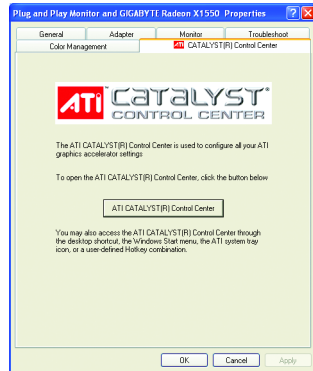 Plug and Play Monitor and GIGABYTE Radeon X1550 Properties
General Adapter Monitor Troubleshoot
Color Management ATI CATALYST(R) Control Center
ATI CATALYST®
CONTROL CENTER
The ATI CATALYST(R) Control Center is used to configure all your ATI
graphics accelerator settings
To open the ATI CATALYST(R) Control Center, click the button below
ATI CATALYST(R) Control Center
You may also access the ATI CATALYST(R) Control Center through
the desktop shortcut, the Windows Start menu, the ATI system tray
icon, or a user-defined Hotkey combination.
OK Cancel Apply